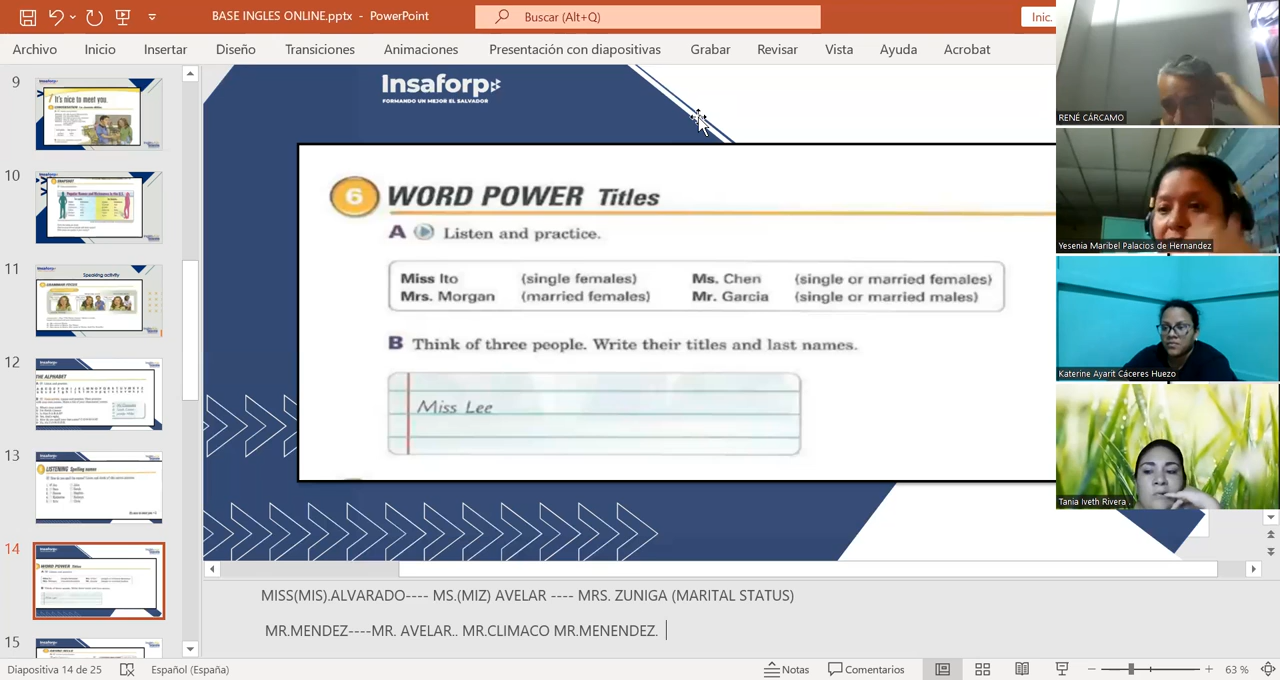 BASE INGLES ONLINE.pptx - PowerPoint
Buscar (Alt+Q)
Inic.
Archivo Inicio Insertar Diseño Transiciones Animaciones Presentación con diapositivas Grabar Revisar Vista Ayuda Acrobat
9
It's nice to meet you.
10
11
Speaking activity
12
THE ALPHABET
13
LISTENING Spelling names
14
WORD POWER Titles
15
Insaforp
FORMANDO UN MEJOR EL SALVADOR
6 WORD POWER Titles
A Listen and practice.
Miss Ito (single females) Ms. Chen (single or married females)
Mrs. Morgan (married females) Mr. Garcia (single or married males)
B Think of three people. Write their titles and last names.
Miss Lee
RENÉ CÁRCAMO
Yesenia Maribel Palacios de Hernandez
Katerine Ayarit Cáceres Huezo
Tania Iveth Rivera
MISS(MIS).ALVARADO---- MS.(MIZ) AVELAR ---- MRS. ZUNIGA (MARITAL STATUS)
MR.MENDEZ----MR. AVELAR.. MR.CLIMACO MR.MENENDEZ.
Diapositiva 14 de 25 Español (España) Notas Comentarios 63 %